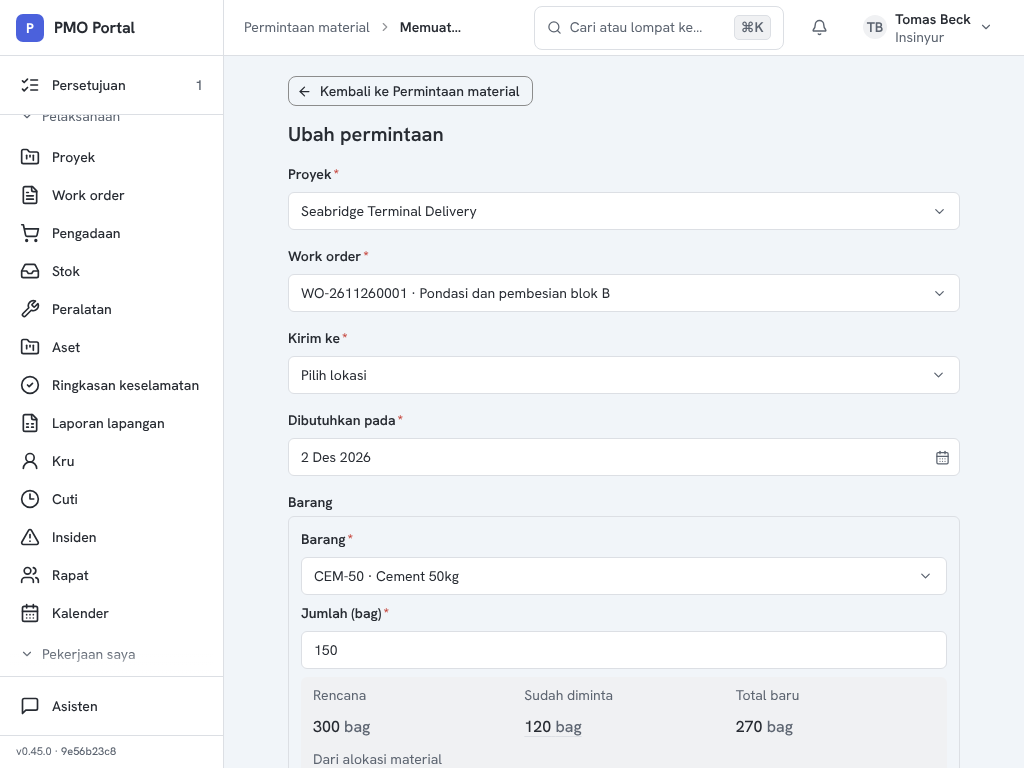 P PMO Portal
Permintaan material > Memuat...
Cari atau lompat ke... ⌘K
TB Tomas Beck
Insinyur
Persetujuan 1
Pelaksanaan
Proyek
Work order
Pengadaan
Stok
Peralatan
Aset
Ringkasan keselamatan
Laporan lapangan
Kru
Cuti
Insiden
Rapat
Kalender
Pekerjaan saya
Asisten
v0.45.0 · 9e56b23c8
Kembali ke Permintaan material
Ubah permintaan
Proyek*
Seabridge Terminal Delivery
Work order*
WO-2611260001 · Pondasi dan pembesian blok B
Kirim ke*
Pilih lokasi
Dibutuhkan pada*
2 Des 2026
Barang
Barang*
CEM-50 · Cement 50kg
Jumlah (bag)*
150
Rencana Sudah diminta Total baru
300 bag 120 bag 270 bag
Dari alokasi material